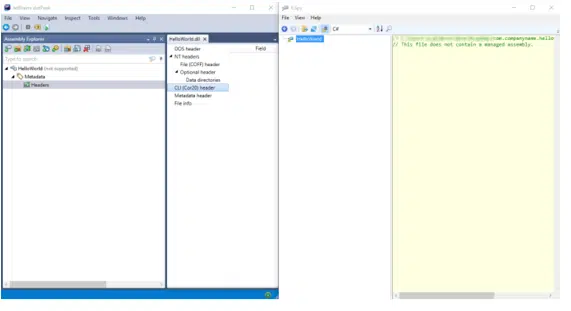 JetBrains dotPeek
File View Navigate Inspect Tools Windows Help
Assembly Explorer
Type to search
HelloWorld (not supported)
Metadata
Headers
HelloWorld.dll
DOS header
Field
NT headers
File (COFF) header
Optional header
Data directories
CLI (Cor20) header
Metadata header
File info
ILSpy
File View Help
C#
HelloWorld
om.companyname.hello
// This file does not contain a managed assembly.